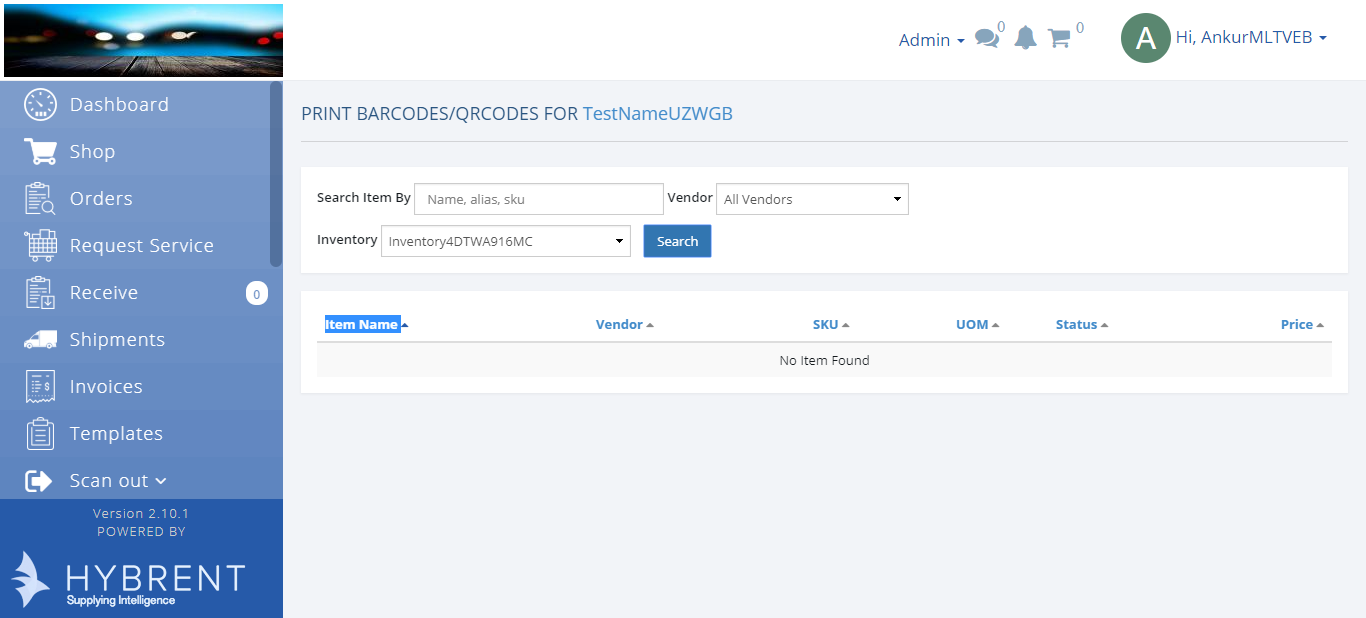 Admin 0 0 A Hi, AnkurMLTVEB
Dashboard
Shop
Orders
Request Service
Receive 0
Shipments
Invoices
Templates
Scan out
Version 2.10.1
POWERED BY
HYBRENT
Supplying Intelligence
PRINT BARCODES/QRCODES FOR TestNameUZWGB
Search Item By Name, alias, sku Vendor All Vendors
Inventory Inventory4DTWA916MC Search
Item Name Vendor SKU UOM Status Price
No Item Found